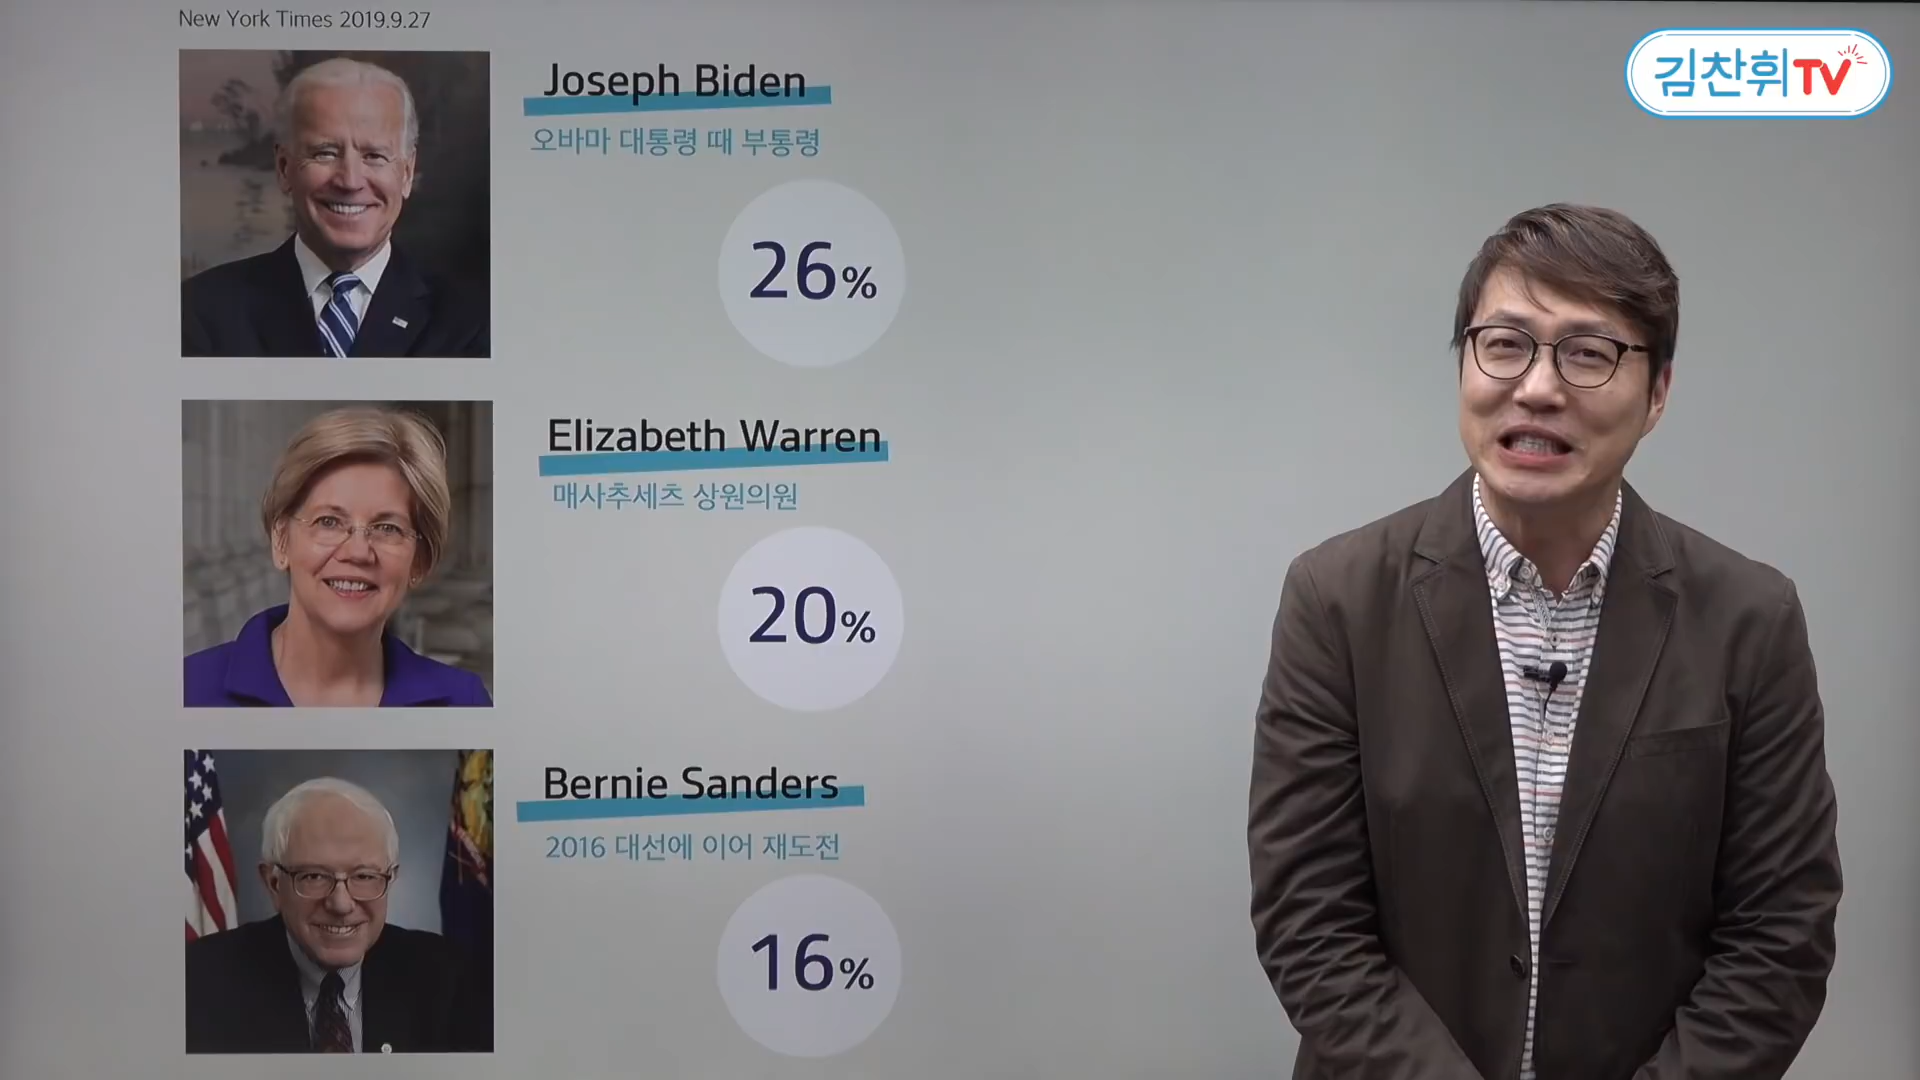 New York Times 2019.9.27
김찬휘TV
Joseph Biden
오바마 대통령 때 부통령
26%
Elizabeth Warren
매사추세츠 상원의원
20%
Bernie Sanders
2016 대선에 이어 재도전
16%